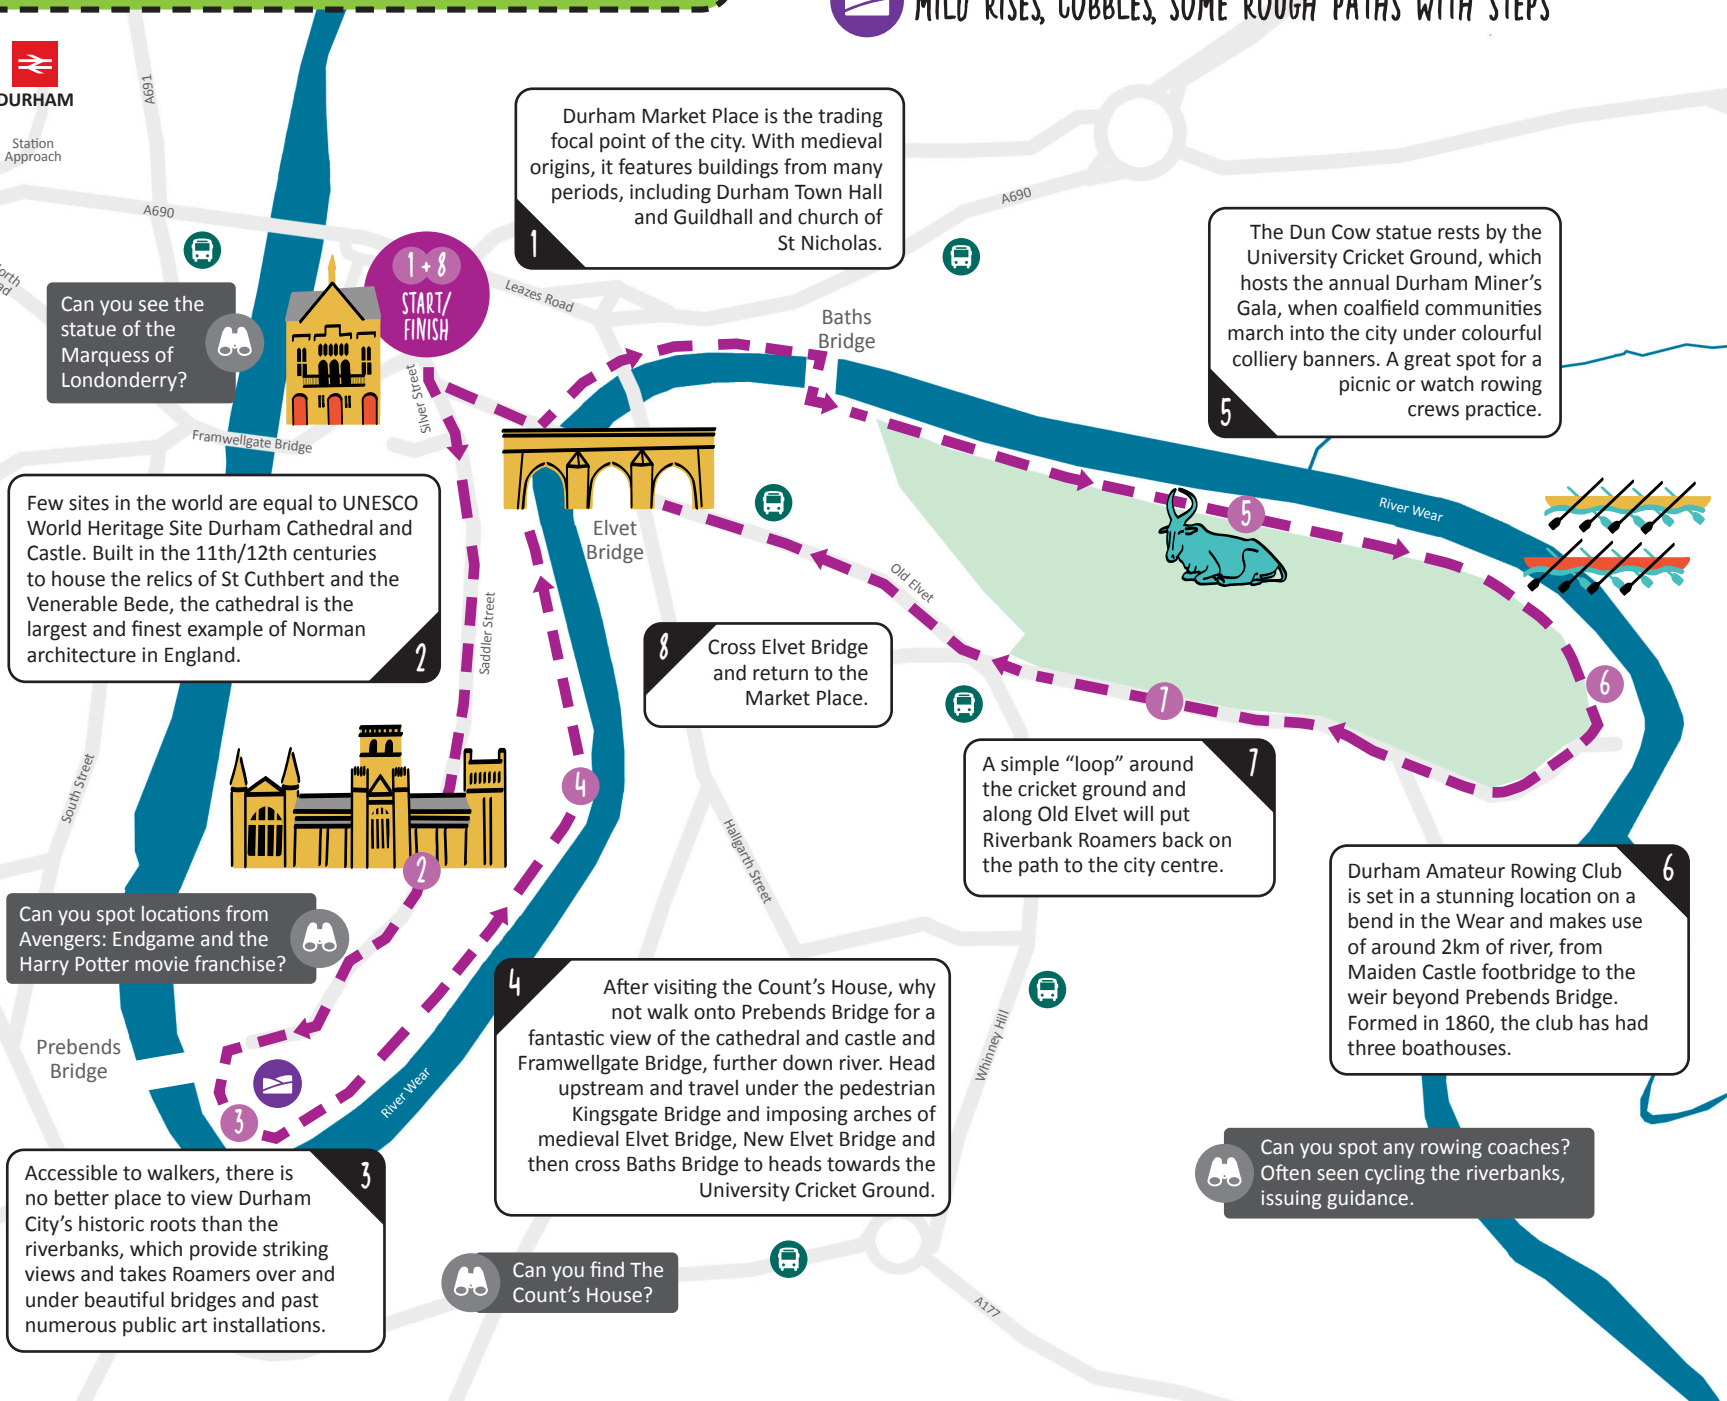 MILD RISES, COBBLES, SOME ROUGH PATHS WITH STEPS
DURHAM
Station
Approach
A691
A690
A690
1
Durham Market Place is the trading
focal point of the city. With medieval
origins, it features buildings from many
periods, including Durham Town Hall
and Guildhall and church of
St Nicholas.
1 + 8
START/
FINISH
Leazes Road
Silver Street
Can you see the
statue of the
Marquess of
Londonderry?
Framwellgate Bridge
Baths
Bridge
5
The Dun Cow statue rests by the
University Cricket Ground, which
hosts the annual Durham Miner's
Gala, when coalfield communities
march into the city under colourful
colliery banners. A great spot for a
picnic or watch rowing
crews practice.
2
Few sites in the world are equal to UNESCO
World Heritage Site Durham Cathedral and
Castle. Built in the 11th/12th centuries
to house the relics of St Cuthbert and the
Venerable Bede, the cathedral is the
largest and finest example of Norman
architecture in England.
Elvet
Bridge
5
River Wear
Old Elvet
Saddler Street
8
Cross Elvet Bridge
and return to the
Market Place.
6
7
4
2
South Street
Hallgarth Street
7
A simple “loop” around
the cricket ground and
along Old Elvet will put
Riverbank Roamers back on
the path to the city centre.
6
Durham Amateur Rowing Club
is set in a stunning location on a
bend in the Wear and makes use
of around 2km of river, from
Maiden Castle footbridge to the
weir beyond Prebends Bridge.
Formed in 1860, the club has had
three boathouses.
Can you spot locations from
Avengers: Endgame and the
Harry Potter movie franchise?
4
After visiting the Count's House, why
not walk onto Prebends Bridge for a
fantastic view of the cathedral and castle and
Framwellgate Bridge, further down river. Head
upstream and travel under the pedestrian
Kingsgate Bridge and imposing arches of
medieval Elvet Bridge, New Elvet Bridge and
then cross Baths Bridge to heads towards the
University Cricket Ground.
Whinney Hill
Prebends
Bridge
3
River Wear
3
Accessible to walkers, there is
no better place to view Durham
City's historic roots than the
riverbanks, which provide striking
views and takes Roamers over and
under beautiful bridges and past
numerous public art installations.
Can you spot any rowing coaches?
Often seen cycling the riverbanks,
issuing guidance.
Can you find The
Count's House?
A177